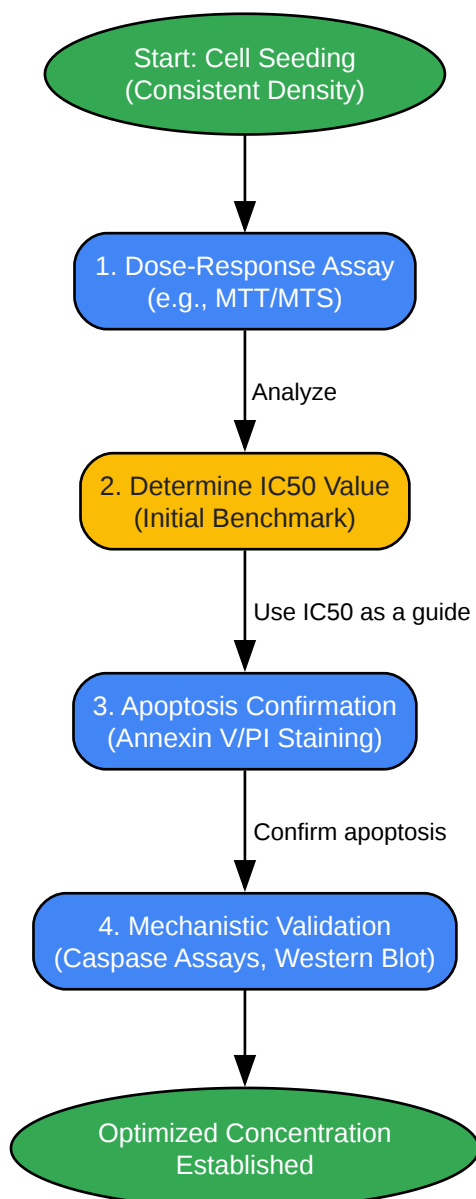 Start: Cell Seeding
(Consistent Density)
1. Dose-Response Assay
(e.g., MTT/MTS)
Analyze
2. Determine IC50 Value
(Initial Benchmark)
Use IC50 as a guide
3. Apoptosis Confirmation
(Annexin V/PI Staining)
Confirm apoptosis
4. Mechanistic Validation
(Caspase Assays, Western Blot)
Optimized Concentration
Established